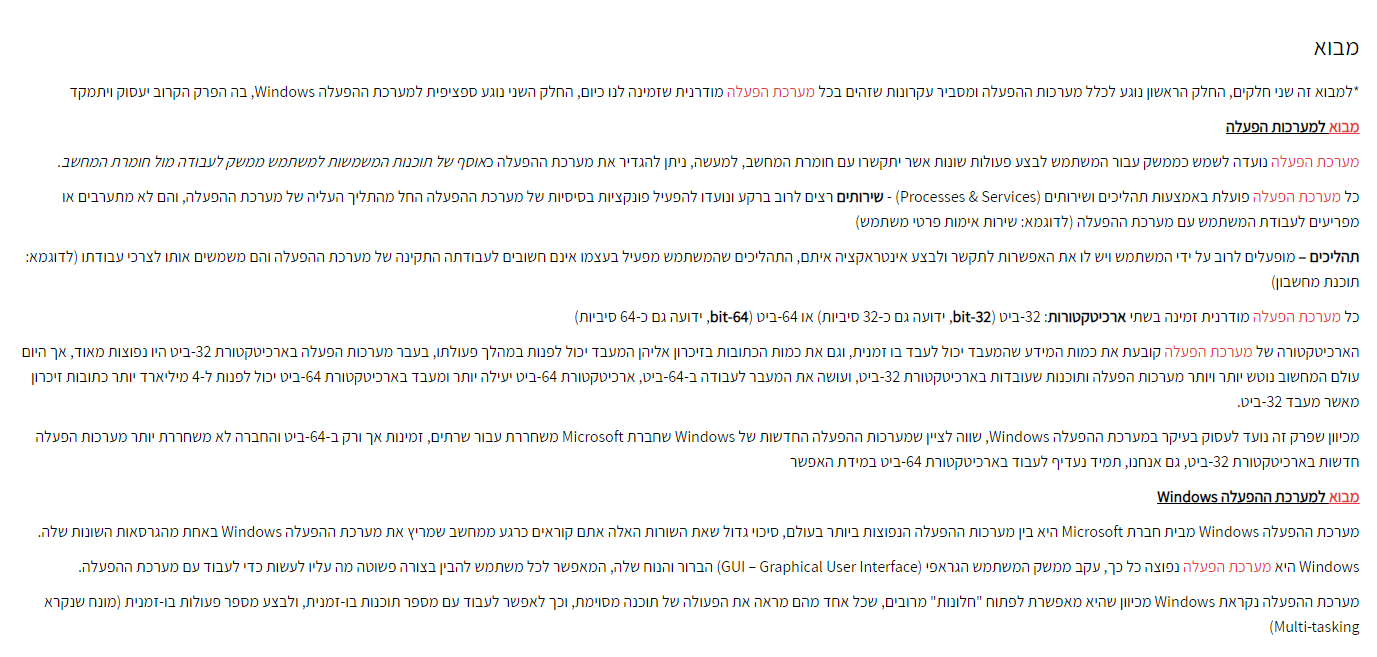 מבוא
*למבוא זה שני חלקים, החלק הראשון נוגע לכלל מערכות ההפעלה ומסביר עקרונות שזהים בכל מערכת הפעלה מודרנית שזמינה לנו כיום, החלק השני נוגע ספציפית למערכת ההפעלה Windows, בה הפרק הקרוב יעסוק ויתמקד
מבוא למערכות הפעלה
מערכת הפעלה נועדה לשמש כממשק עבור המשתמש לבצע פעולות שונות אשר יתקשרו עם חומרת המחשב, למעשה, ניתן להגדיר את מערכת ההפעלה כאוסף של תוכנות המשמשות למשתמש ממשק לעבודה מול חומרת המחשב.
כל מערכת הפעלה פועלת באמצעות תהליכים ושירותים (Processes & Services) - שירותים רצים לרוב ברקע ונועדו להפעיל פונקציות בסיסיות של מערכת ההפעלה החל מהתליך העליה של מערכת ההפעלה, והם לא מתערבים או
מפריעים לעבודת המשתמש עם מערכת ההפעלה (לדוגמא: שירות אימות פרטי משתמש)
תהליכים – מופעלים לרוב על ידי המשתמש ויש לו את האפשרות לתקשר ולבצע אינטראקציה איתם, התהליכים שהמשתמש מפעיל בעצמו אינם חשובים לעבודתה התקינה של מערכת ההפעלה והם משמשים אותו לצרכי עבודתו (לדוגמא:
תוכנת מחשבון)
כל מערכת הפעלה מודרנית זמינה בשתי ארכיטקטורות: 32-ביט (32-bit, ידועה גם כ-32 סיביות) או 64-ביט (64-bit, ידועה גם כ-64 סיביות)
הארכיטקטורה של מערכת הפעלה קובעת את כמות המידע שהמעבד יכול לעבד בו זמנית, וגם את כמות הכתובות בזיכרון אליהן המעבד יכול לפנות במהלך פעולתו, בעבר מערכות הפעלה בארכיטקטורת 32-ביט היו נפוצות מאוד, אך היום
עולם המחשוב נוטש יותר ויותר מערכות הפעלה ותוכנות שעובדות בארכיטקטורת 32-ביט, ועושה את המעבר לעבודה ב-64-ביט, ארכיטקטורת 64-ביט יעילה יותר ומעבד בארכיטקטורת 64-ביט יכול לפנות ל-4 מיליארד יותר כתובות זיכרון
מאשר מעבד 32-ביט.
מכיוון שפרק זה נועד לעסוק בעיקר במערכת ההפעלה Windows, שווה לציין שמערכות ההפעלה החדשות של Windows שחברת Microsoft משחררת עבור שרתים, זמינות אך ורק ב-64-ביט והחברה לא משחררת יותר מערכות הפעלה
חדשות בארכיטקטורת 32-ביט, גם אנחנו, תמיד נעדיף לעבוד בארכיטקטורת 64-ביט במידת האפשר
מבוא למערכת ההפעלה Windows
מערכת ההפעלה Windows מבית חברת Microsoft היא בין מערכות ההפעלה הנפוצות ביותר בעולם, סיכוי גדול שאת השורות האלה אתם קוראים כרגע ממחשב שמריץ את מערכת ההפעלה Windows באחת מהגרסאות השונות שלה.
Windows היא מערכת הפעלה נפוצה כל כך, עקב ממשק המשתמש הגראפי (GUI – Graphical User Interface) הברור והנוח שלה, המאפשר לכל משתמש להבין בצורה פשוטה מה עליו לעשות כדי לעבוד עם מערכת ההפעלה.
מערכת ההפעלה נקראת Windows מכיוון שהיא מאפשרת לפתוח "חלונות" מרובים, שכל אחד מהם מראה את הפעולה של תוכנה מסוימת, וכך לאפשר לעבוד עם מספר תוכנות בו-זמנית, ולבצע מספר פעולות בו-זמנית (מונח שנקרא
Multi-tasking)